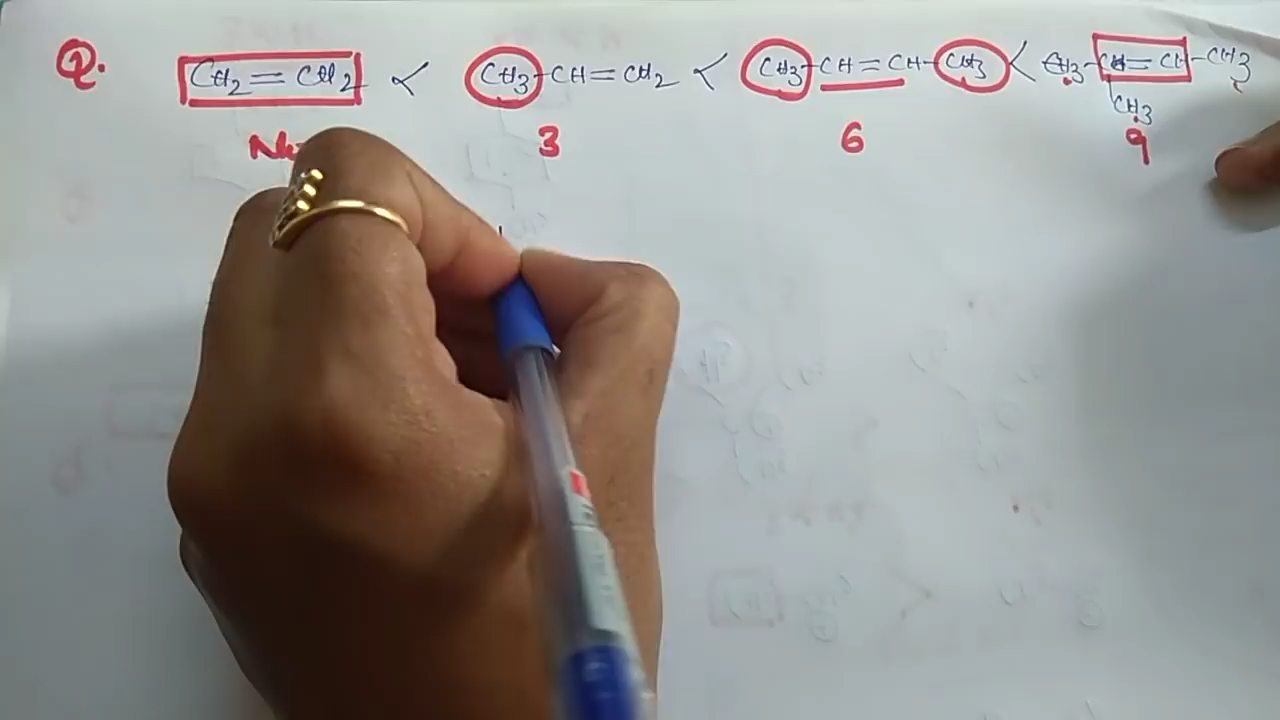 Q. CH2 = CH2 < CH3-CH=CH2 < CH3-CH=CH-CH3 < CH3-CH=CH-CH3
CH3
3 6 9